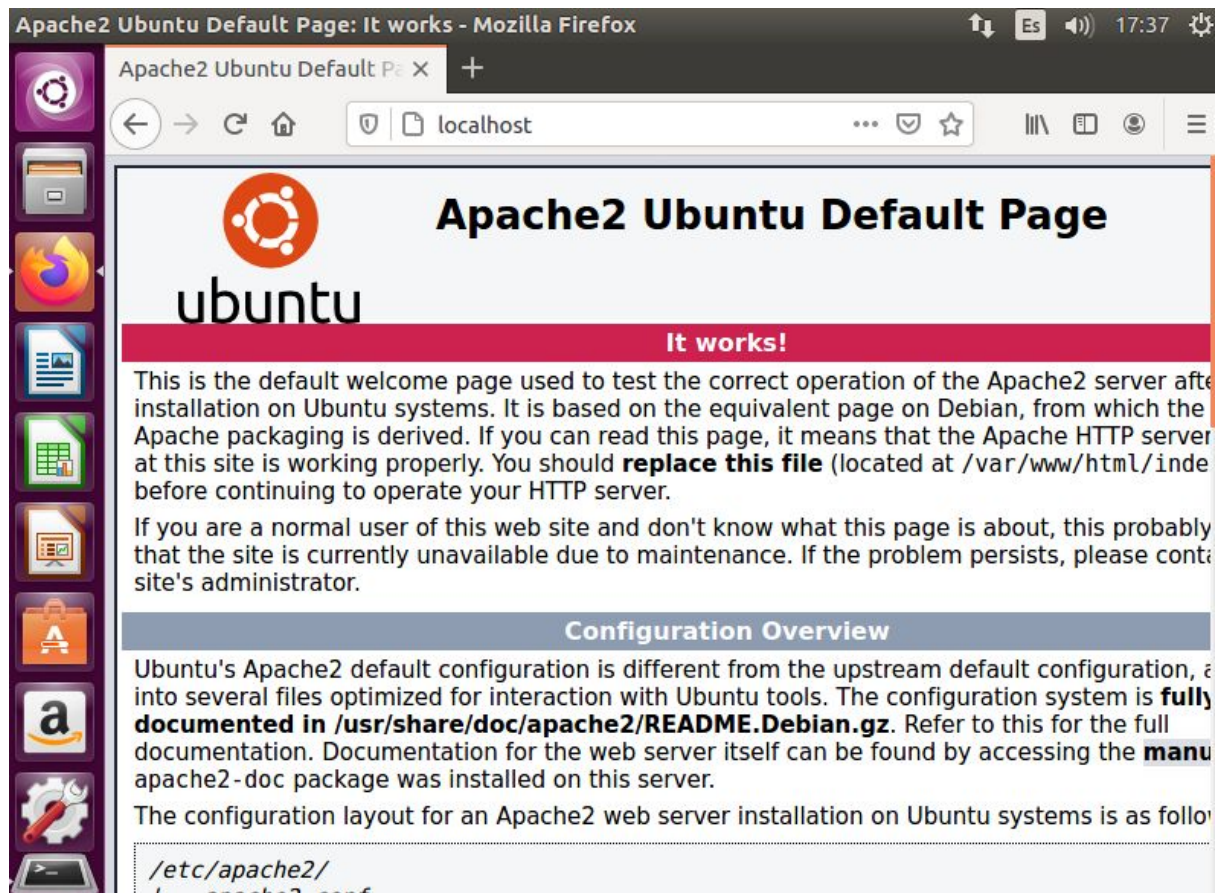 Apache2 Ubuntu Default Page: It works - Mozilla Firefox
Es
17:37
Apache2 Ubuntu Default Pa
localhost
ubuntu
Apache2 Ubuntu Default Page
It works!
This is the default welcome page used to test the correct operation of the Apache2 server afte
installation on Ubuntu systems. It is based on the equivalent page on Debian, from which the
Apache packaging is derived. If you can read this page, it means that the Apache HTTP server
at this site is working properly. You should replace this file (located at /var/www/html/inde
before continuing to operate your HTTP server.
If you are a normal user of this web site and don't know what this page is about, this probably
that the site is currently unavailable due to maintenance. If the problem persists, please conta
site's administrator.
Configuration Overview
Ubuntu's Apache2 default configuration is different from the upstream default configuration, a
into several files optimized for interaction with Ubuntu tools. The configuration system is fully
documented in /usr/share/doc/apache2/README.Debian.gz. Refer to this for the full
documentation. Documentation for the web server itself can be found by accessing the manu
apache2-doc package was installed on this server.
The configuration layout for an Apache2 web server installation on Ubuntu systems is as follow
/etc/apache2/